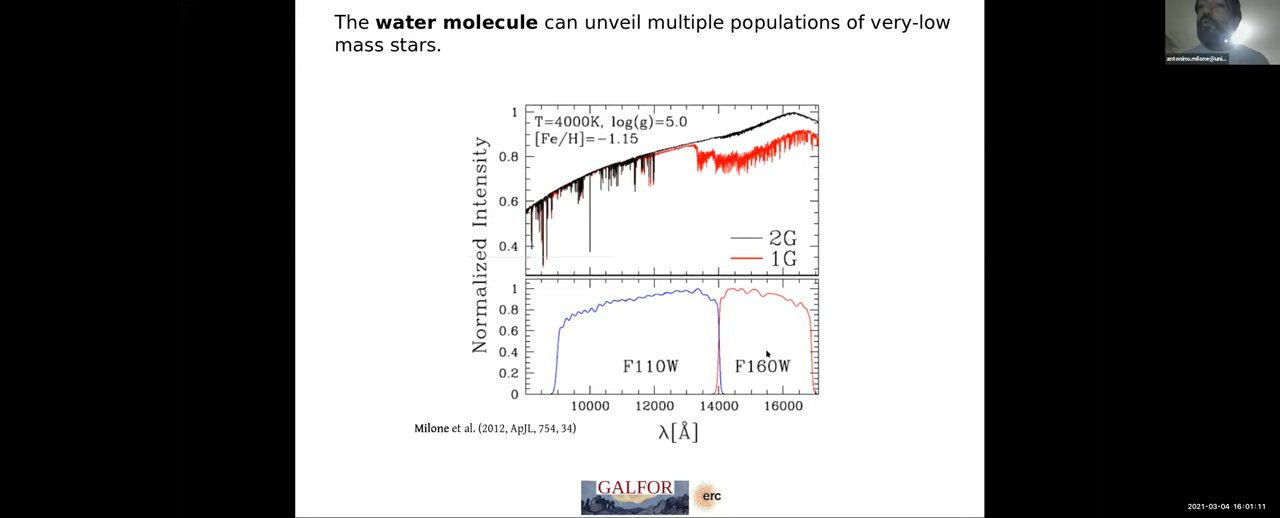 The water molecule can unveil multiple populations of very-low
mass stars.
antonino.milone@uni...
T=4000K, log(g)=5.0
[Fe/H]=−1.15
1
0.8
0.6
0.4
2G
1G
Normalized Intensity
1
0.8
0.6
0.4
0.2
0
F110W
F160W
10000 12000 14000 16000
λ[Å]
Milone et al. (2012, ApJL, 754, 34)
GALFOR
erc
2021-03-04 16:01:11